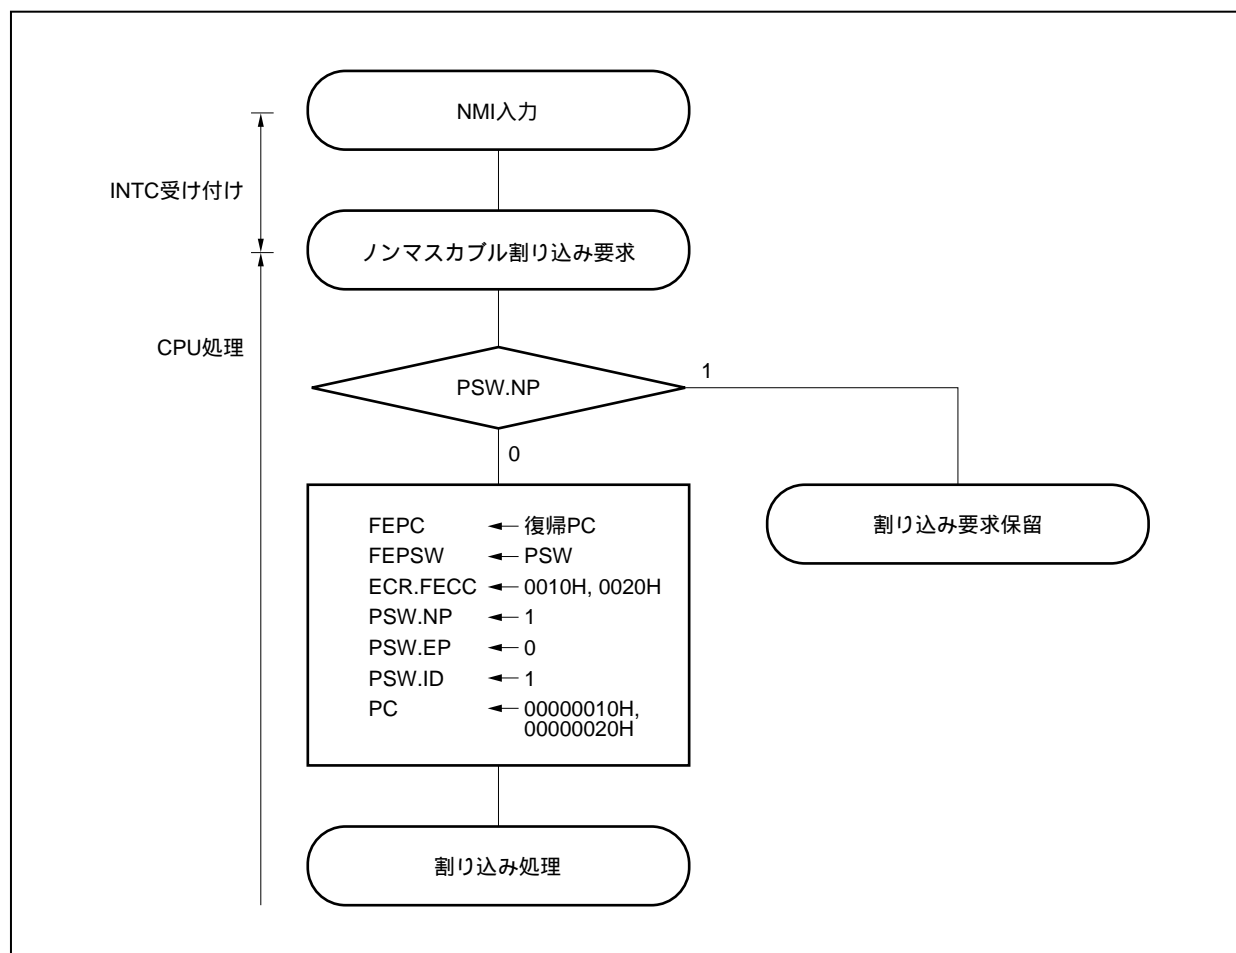 NMI入力
INTC受け付け
ノンマスカブル割り込み要求
CPU処理
PSW.NP
1
0
FEPC ← 復帰PC
FEPSW ← PSW
ECR.FECC ← 0010H, 0020H
PSW.NP ← 1
PSW.EP ← 0
PSW.ID ← 1
PC ← 00000010H,
00000020H
割り込み要求保留
割り込み処理